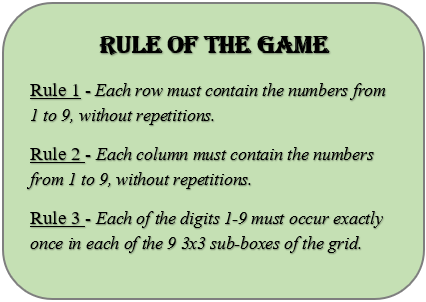 RULE OF THE GAME
Rule 1 - Each row must contain the numbers from
1 to 9, without repetitions.
Rule 2 - Each column must contain the numbers
from 1 to 9, without repetitions.
Rule 3 - Each of the digits 1-9 must occur exactly
once in each of the 9 3x3 sub-boxes of the grid.